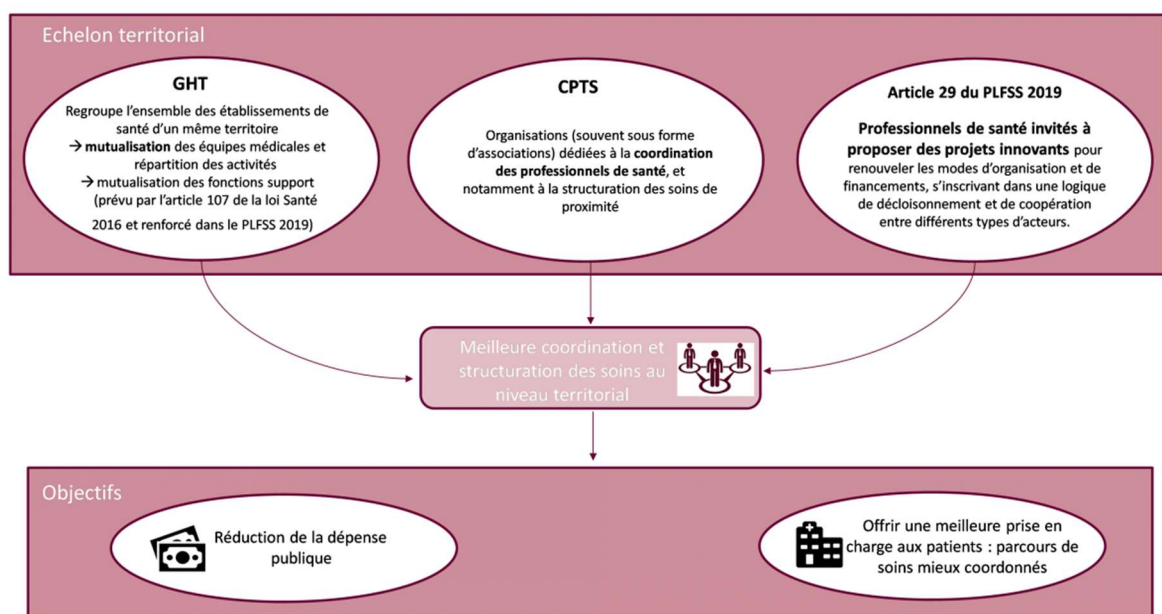 Echelon territorial
GHT
Regroupe l'ensemble des établissements de
santé d'un même territoire
→ mutualisation des équipes médicales et
répartition des activités
→ mutualisation des fonctions support
(prévu par l'article 107 de la loi Santé
2016 et renforcé dans le PLFSS 2019)
CPTS
Organisations (souvent sous forme
d'associations) dédiées à la coordination
des professionnels de santé, et
notamment à la structuration des soins de
proximité
Article 29 du PLFSS 2019
Professionnels de santé invités à
proposer des projets innovants pour
renouveler les modes d'organisation et de
financements, s'inscrivant dans une logique
de décloisonnement et de coopération
entre différents types d'acteurs.
Meilleure coordination et
structuration des soins au
niveau territorial
Objectifs
Réduction de la dépense
publique
Offrir une meilleure prise en
charge aux patients : parcours de
soins mieux coordonnés